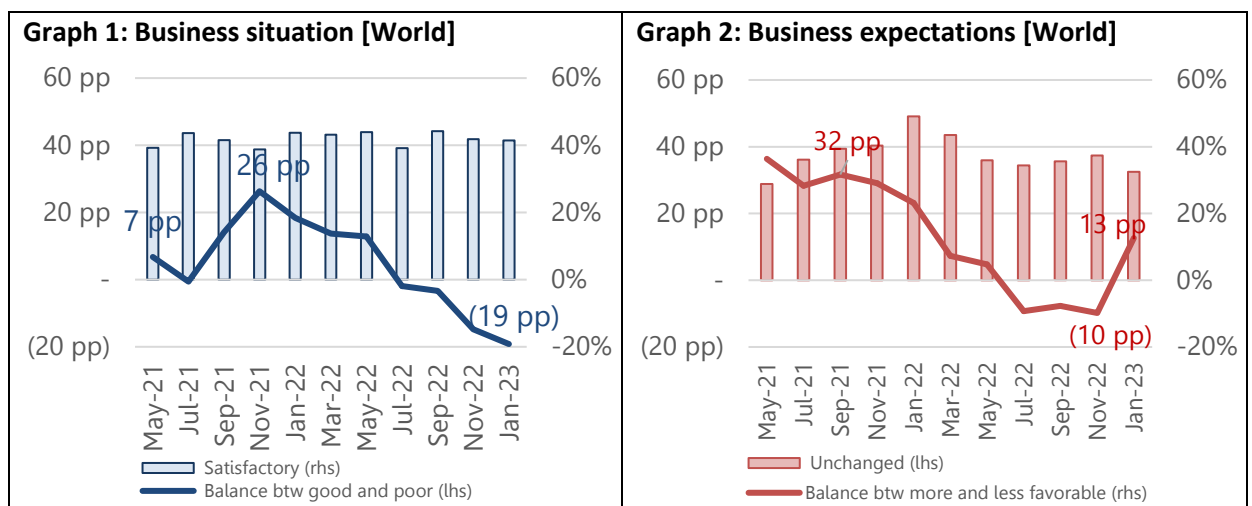 Graph 1: Business situation [World]
60 pp
40 pp
20 pp
-
(20 pp)
60%
40%
20%
0%
-20%
7 pp
26 pp
(19 pp)
May-21
Jul-21
Sep-21
Nov-21
Jan-22
Mar-22
May-22
Jul-22
Sep-22
Nov-22
Jan-23
Satisfactory (rhs)
Balance btw good and poor (lhs)
Graph 2: Business expectations [World]
60 pp
40 pp
20 pp
-
(20 pp)
60%
40%
20%
0%
-20%
32 pp
13 pp
(10 pp)
May-21
Jul-21
Sep-21
Nov-21
Jan-22
Mar-22
May-22
Jul-22
Sep-22
Nov-22
Jan-23
Unchanged (lhs)
Balance btw more and less favorable (rhs)